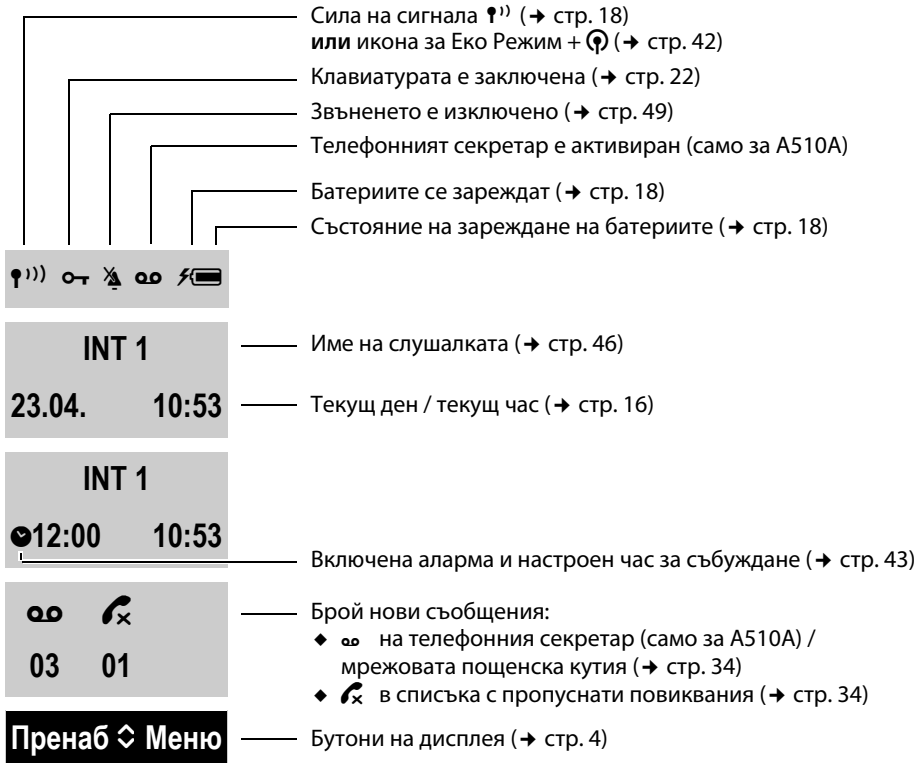 Сила на сигнала (➔ стр. 18)
или икона за Еко Режим + (➔ стр. 42)
Клавиатурата е заключена (➔ стр. 22)
Звъненето е изключено (➔ стр. 49)
Телефонният секретар е активиран (само за A510A)
Батериите се зареждат (➔ стр. 18)
Състояние на зареждане на батериите (➔ стр. 18)
INT 1
Име на слушалката (➔ стр. 46)
23.04. 10:53
Текущ ден / текущ час (➔ стр. 16)
INT 1
12:00 10:53
Включена аларма и настроен час за събуждане (➔ стр. 43)
Брой нови съобщения:
◆ на телефонния секретар (само за A510A) /
03 01
мрежовата пощенска кутия (➔ стр. 34)
◆ в списъка с пропуснати повиквания (➔ стр. 34)
Пренаб Меню
Бутони на дисплея (➔ стр. 4)